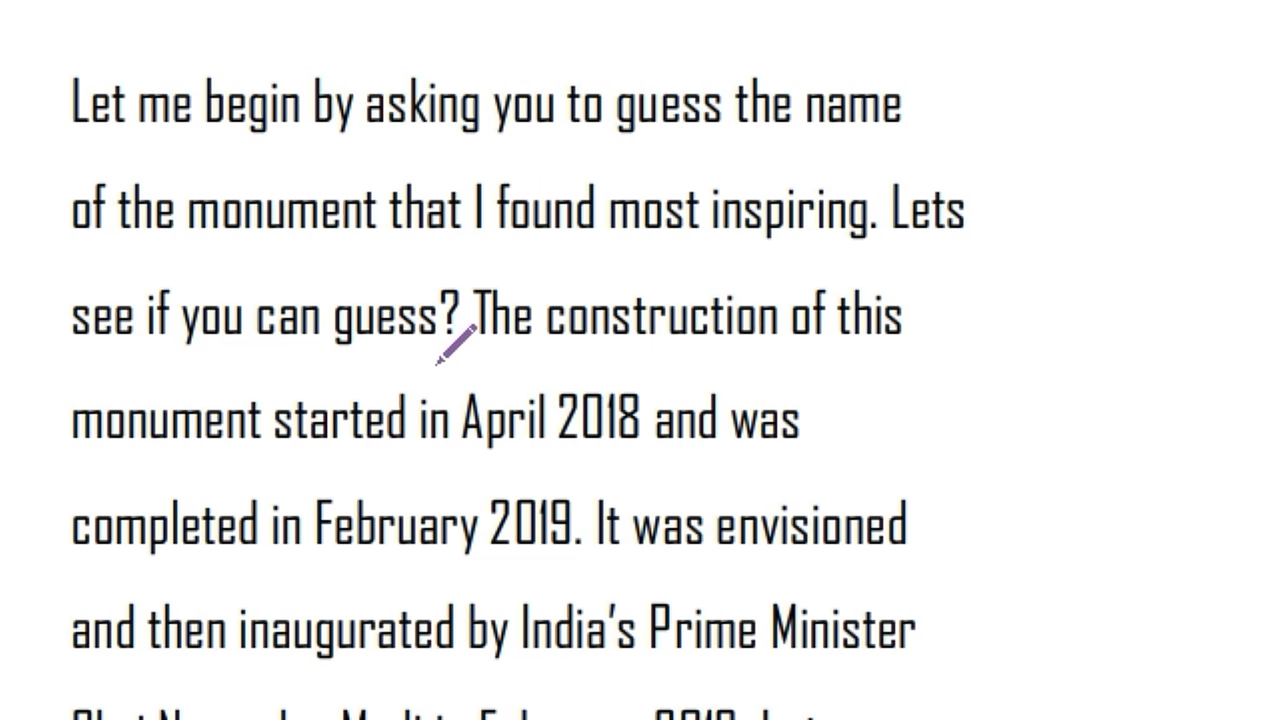 Let me begin by asking you to guess the name
of the monument that I found most inspiring. Lets
see if you can guess? The construction of this
monument started in April 2018 and was
completed in February 2019. It was envisioned
and then inaugurated by India’s Prime Minister